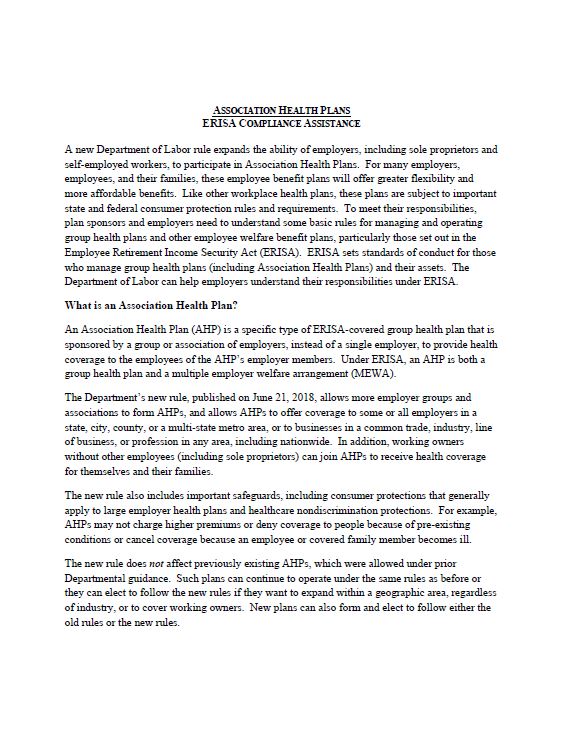 ASSOCIATION HEALTH PLANS
ERISA COMPLIANCE ASSISTANCE
A new Department of Labor rule expands the ability of employers, including sole proprietors and
self-employed workers, to participate in Association Health Plans. For many employers,
employees, and their families, these employee benefit plans will offer greater flexibility and
more affordable benefits. Like other workplace health plans, these plans are subject to important
state and federal consumer protection rules and requirements. To meet their responsibilities,
plan sponsors and employers need to understand some basic rules for managing and operating
group health plans and other employee welfare benefit plans, particularly those set out in the
Employee Retirement Income Security Act (ERISA). ERISA sets standards of conduct for those
who manage group health plans (including Association Health Plans) and their assets. The
Department of Labor can help employers understand their responsibilities under ERISA.
What is an Association Health Plan?
An Association Health Plan (AHP) is a specific type of ERISA-covered group health plan that is
sponsored by a group or association of employers, instead of a single employer, to provide health
coverage to the employees of the AHP's employer members. Under ERISA, an AHP is both a
group health plan and a multiple employer welfare arrangement (MEWA).
The Department's new rule, published on June 21, 2018, allows more employer groups and
associations to form AHPs, and allows AHPs to offer coverage to some or all employers in a
state, city, county, or a multi-state metro area, or to businesses in a common trade, industry, line
of business, or profession in any area, including nationwide. In addition, working owners
without other employees (including sole proprietors) can join AHPs to receive health coverage
for themselves and their families.
The new rule also includes important safeguards, including consumer protections that generally
apply to large employer health plans and healthcare nondiscrimination protections. For example,
AHPs may not charge higher premiums or deny coverage to people because of pre-existing
conditions or cancel coverage because an employee or covered family member becomes ill.
The new rule does not affect previously existing AHPs, which were allowed under prior
Departmental guidance. Such plans can continue to operate under the same rules as before or
they can elect to follow the new rules if they want to expand within a geographic area, regardless
of industry, or to cover working owners. New plans can also form and elect to follow either the
old rules or the new rules.